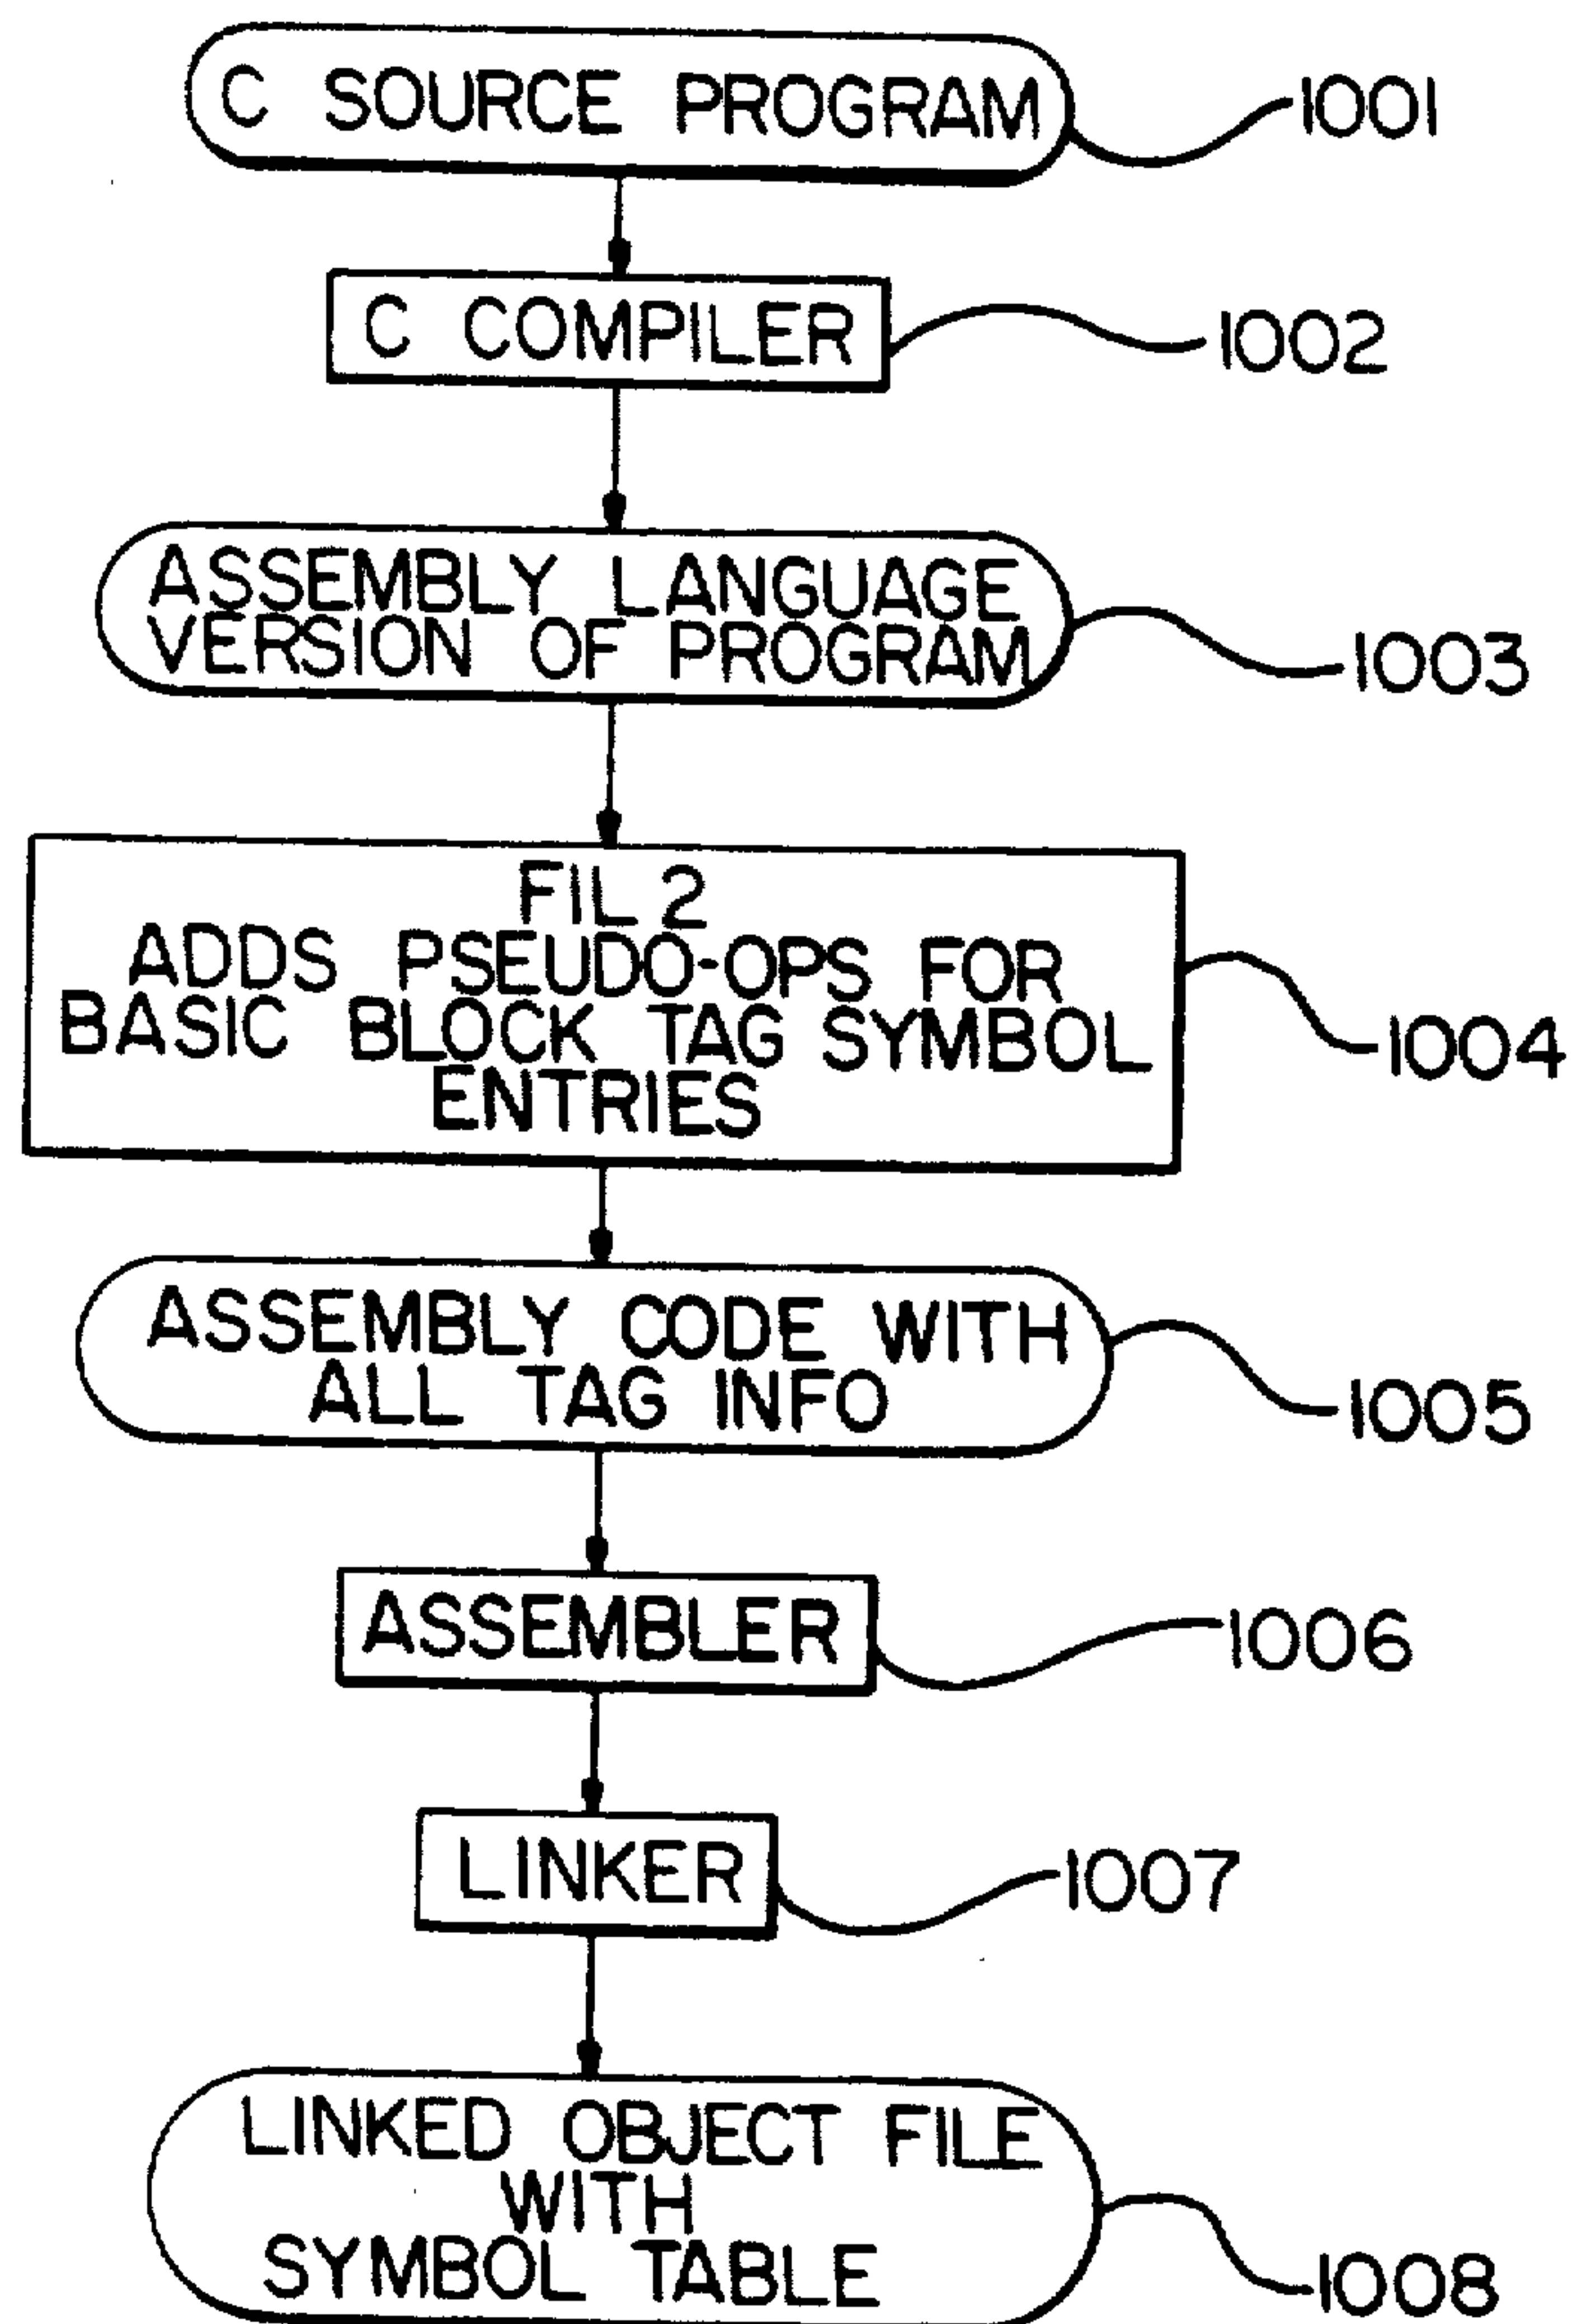 C SOURCE PROGRAM
1001
C COMPILER
1002
ASSEMBLY LANGUAGE
VERSION OF PROGRAM
1003
FIL 2
ADDS PSEUDO-OPS FOR
BASIC BLOCK TAG SYMBOL
ENTRIES
1004
ASSEMBLY CODE WITH
ALL TAG INFO
1005
ASSEMBLER
1006
LINKER
1007
LINKED OBJECT FILE
WITH
SYMBOL TABLE
1008